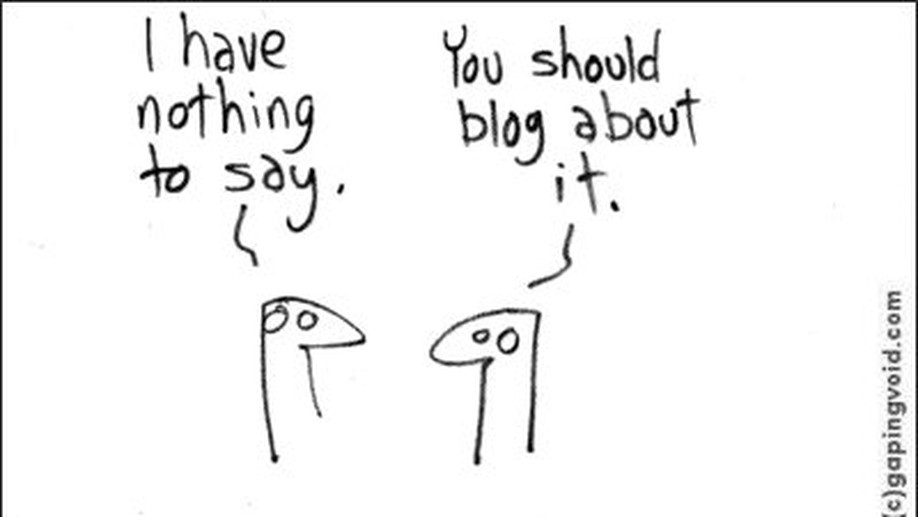 I have
nothing
to say.
You should
blog about
it.
(c)gapingvoid.com